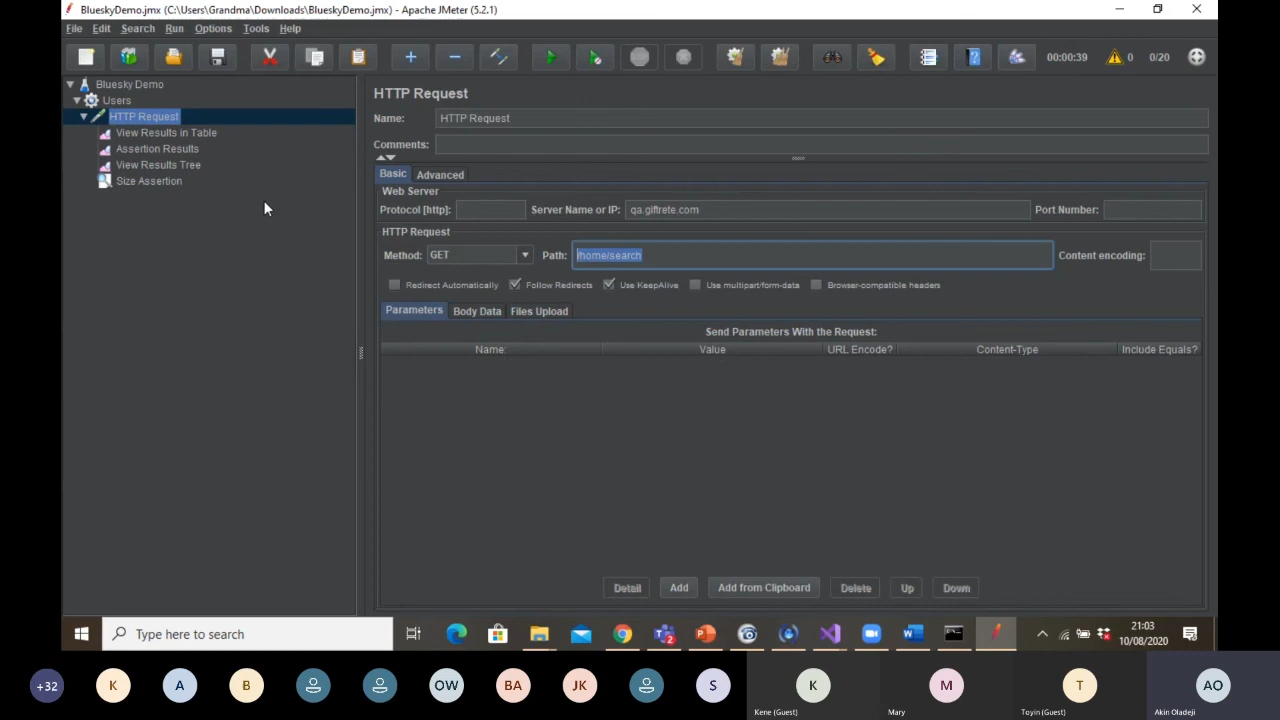 BlueskyDemo.jmx (C:\Users\Grandma\Downloads\BlueskyDemo.jmx) - Apache JMeter (5.2.1)
File Edit Search Run Options Tools Help
00:00:39 0 0/20
Bluesky Demo
Users
HTTP Request
View Results in Table
Assertion Results
View Results Tree
Size Assertion
HTTP Request
Name: HTTP Request
Comments:
Basic Advanced
Web Server
Protocol [http]: Server Name or IP: qa.giftrete.com Port Number:
HTTP Request
Method: GET Path: /home/search Content encoding:
Redirect Automatically Follow Redirects Use KeepAlive Use multipart/form-data Browser-compatible headers
Parameters Body Data Files Upload
Send Parameters With the Request:
Name: Value URL Encode? Content-Type Include Equals?
Detail Add Add from Clipboard Delete Up Down
Type here to search
2
21:03
10/08/2020
+32 K A B OW BA JK S K M T AO
Kene (Guest) Mary Toyin (Guest) Akin Oladeji